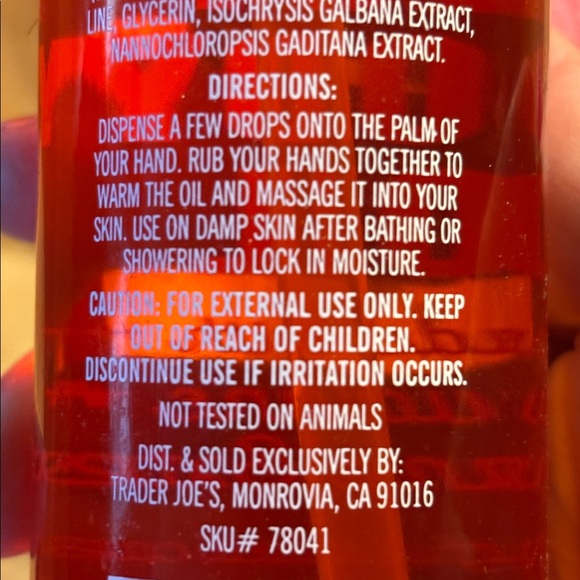 LINE, GLYCERIN, ISOCHRYSIS GALBANA EXTRACT,
NANNOCHLOROPSIS GADITANA EXTRACT.
DIRECTIONS:
DISPENSE A FEW DROPS ONTO THE PALM OF
YOUR HAND. RUB YOUR HANDS TOGETHER TO
WARM THE OIL AND MASSAGE IT INTO YOUR
SKIN. USE ON DAMP SKIN AFTER BATHING OR
SHOWERING TO LOCK IN MOISTURE.
CAUTION: FOR EXTERNAL USE ONLY. KEEP
OUT OF REACH OF CHILDREN.
DISCONTINUE USE IF IRRITATION OCCURS.
NOT TESTED ON ANIMALS
DIST. & SOLD EXCLUSIVELY BY:
TRADER JOE'S, MONROVIA, CA 91016
SKU# 78041